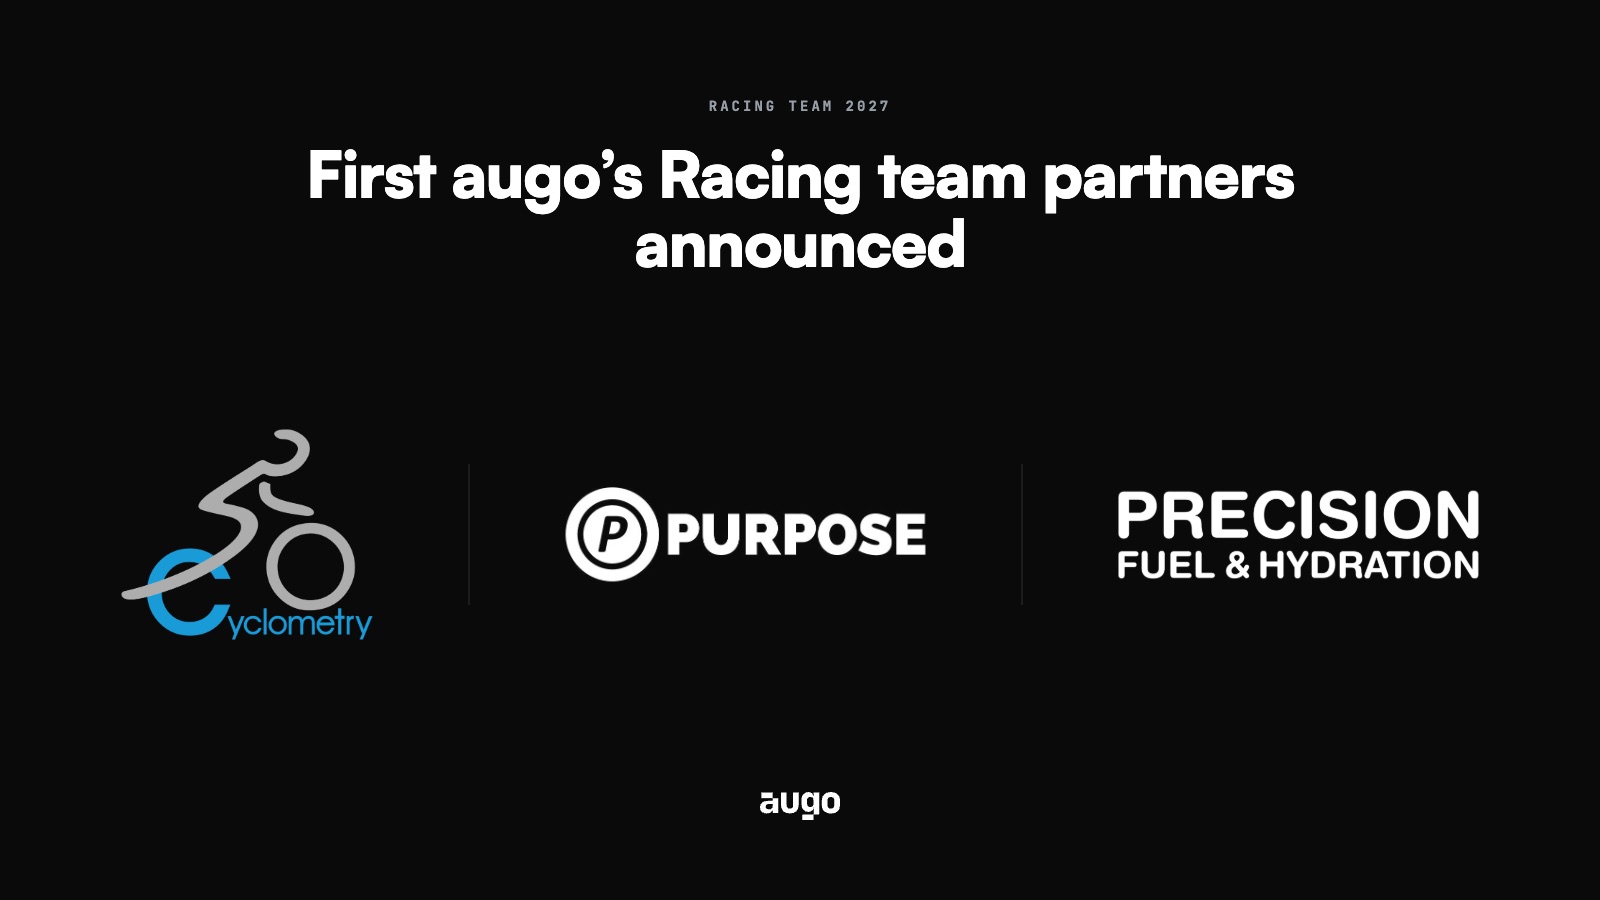 RACING TEAM 2027
First augo’s Racing team partners
announced
Cyclometry
P PURPOSE
PRECISION
FUEL & HYDRATION
augo